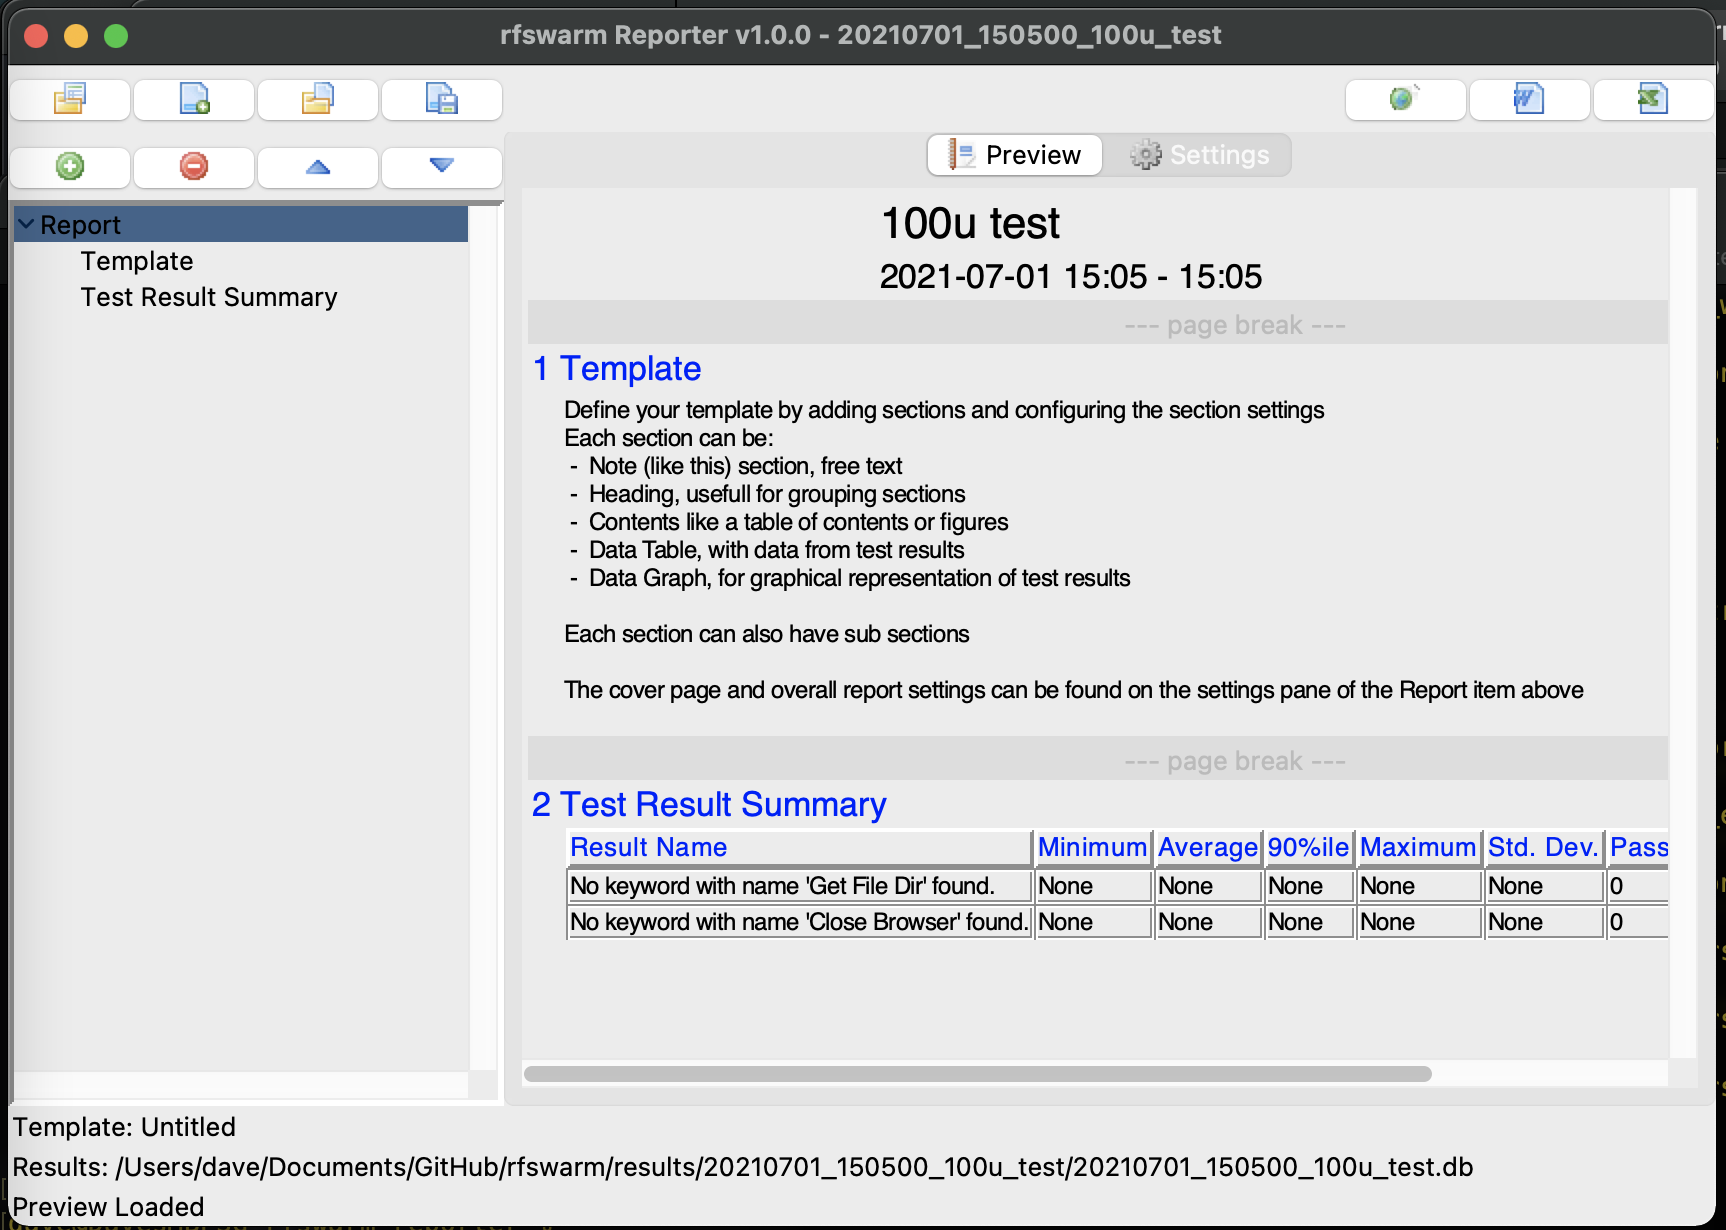 rfswarm Reporter v1.0.0 - 20210701_150500_100u_test
Preview
Settings
Report
Template
Test Result Summary
100u test
2021-07-01 15:05 - 15:05
--- page break ---
1 Template
Define your template by adding sections and configuring the section settings
Each section can be:
- Note (like this) section, free text
- Heading, usefull for grouping sections
- Contents like a table of contents or figures
- Data Table, with data from test results
- Data Graph, for graphical representation of test results
Each section can also have sub sections
The cover page and overall report settings can be found on the settings pane of the Report item above
--- page break ---
2 Test Result Summary
Result Name Minimum Average 90%ile Maximum Std. Dev. Pass
No keyword with name 'Get File Dir' found. None None None None None 0
No keyword with name 'Close Browser' found. None None None None None 0
Template: Untitled
Results: /Users/dave/Documents/GitHub/rfswarm/results/20210701_150500_100u_test/20210701_150500_100u_test.db
Preview Loaded